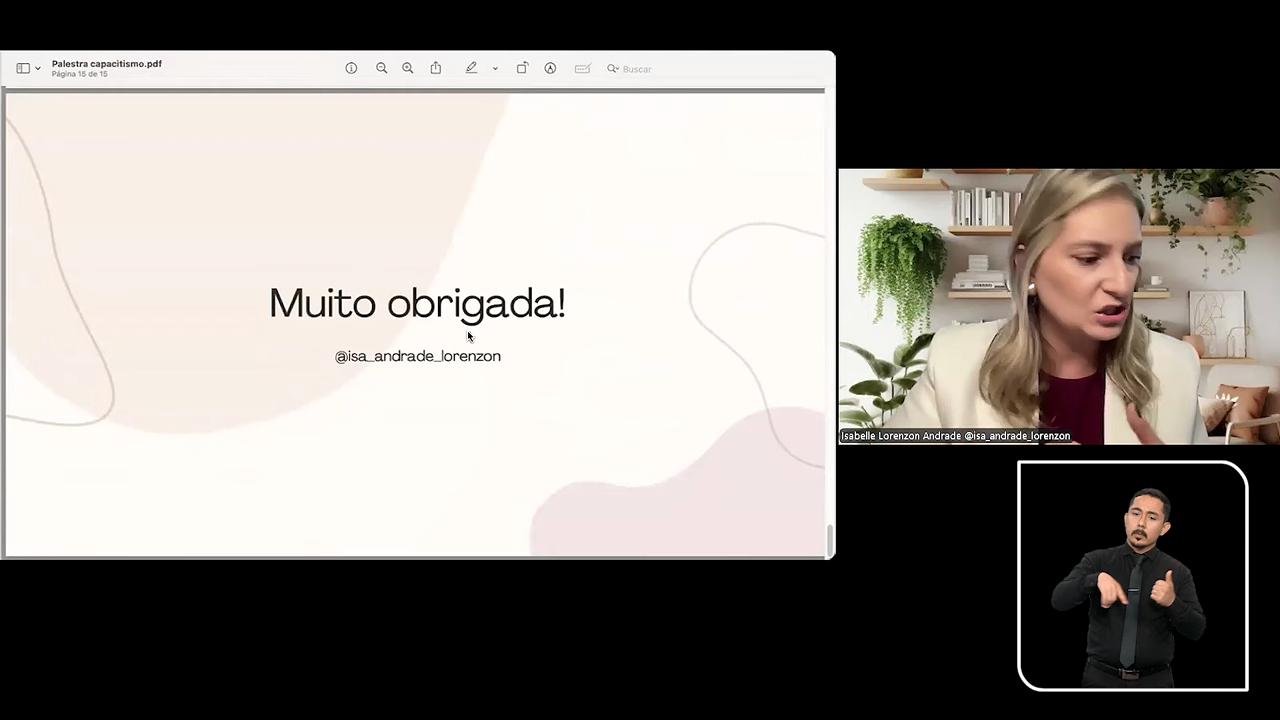 Palestra capacitismo.pdf
Página 15 de 15
Buscar
Muito obrigada!
@isa_andrade_lorenzon
Isabelle Lorenzon Andrade @isa_andrade_lorenzon